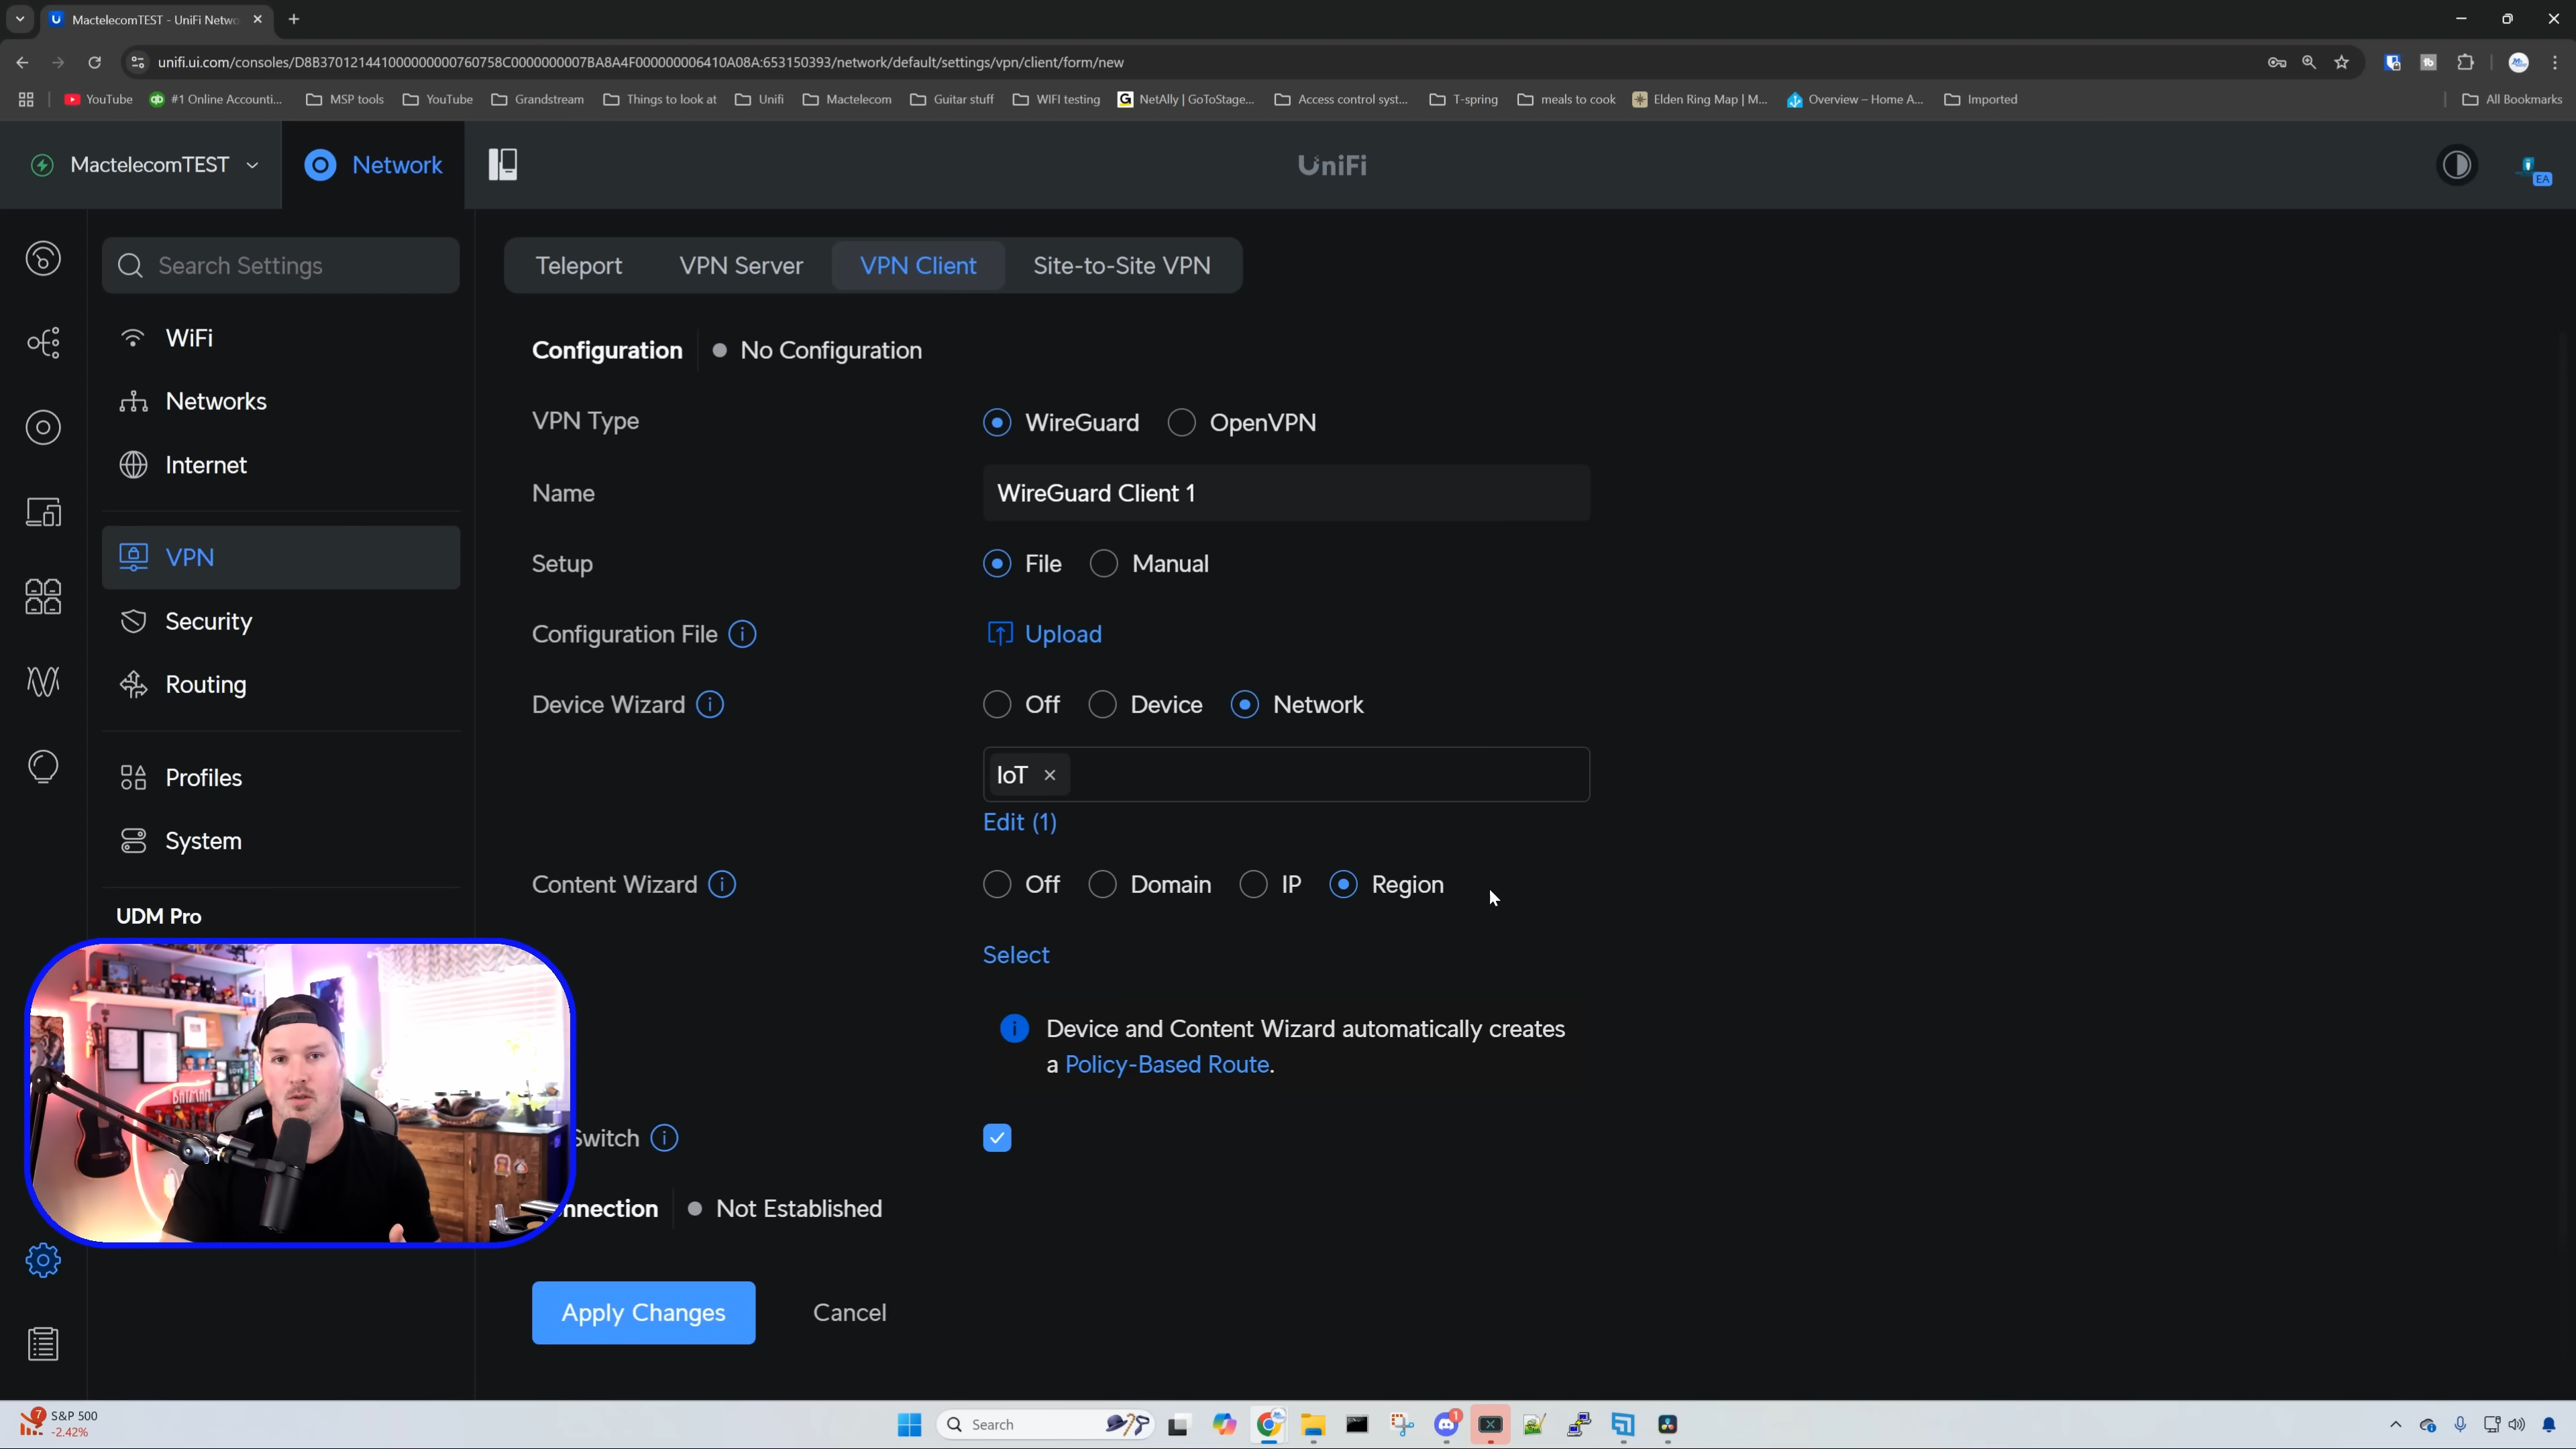 MactelecomTEST - UniFi Netwo
unifi.ui.com/consoles/D8B370121441000000000760758C0000000007BA8A4F000000006410A08A:653150393/network/default/settings/vpn/client/form/new
YouTube #1 Online Accounti... MSP tools YouTube Grandstream Things to look at Unifi Mactelecom Guitar stuff WIFI testing NetAlly | GoToStage... Access control syst... T-spring meals to cook Elden Ring Map | M... Overview – Home A... Imported All Bookmarks
MactelecomTEST Network UniFi EA
Search Settings
WiFi
Networks
Internet
VPN
Security
Routing
Profiles
System
UDM Pro
Teleport VPN Server VPN Client Site-to-Site VPN
Configuration No Configuration
VPN Type WireGuard OpenVPN
Name WireGuard Client 1
Setup File Manual
Configuration File Upload
Device Wizard Off Device Network
IoT ×
Edit (1)
Content Wizard Off Domain IP Region
Select
Device and Content Wizard automatically creates
a Policy-Based Route.
Switch
nnection Not Established
Apply Changes Cancel
BATMAN
7 S&P 500
-2.42%
Search
1